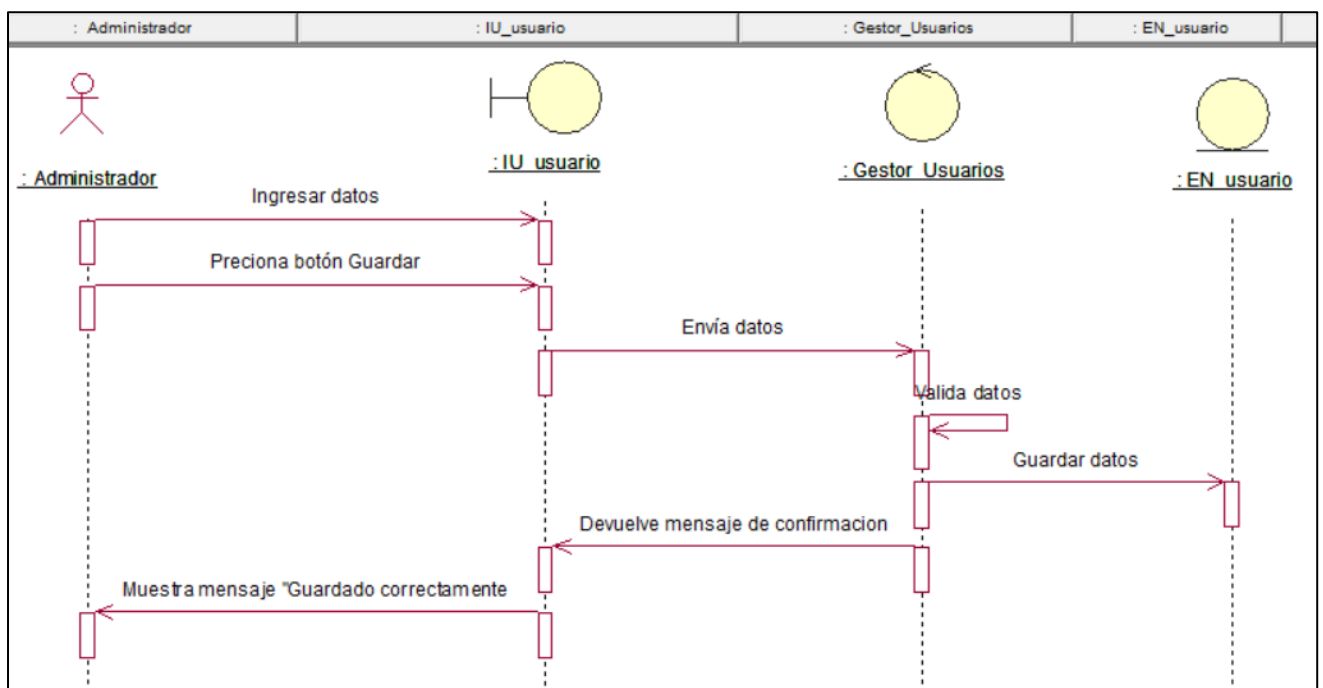 : Administrador
: IU_usuario
: Gestor_Usuarios
: EN_usuario
: Administrador
: IU_usuario
: Gestor_Usuarios
: EN_usuario
Ingresar datos
Preciona botón Guardar
Envía datos
Valida datos
Guardar datos
Devuelve mensaje de confirmacion
Muestra mensaje "Guardado correctamente